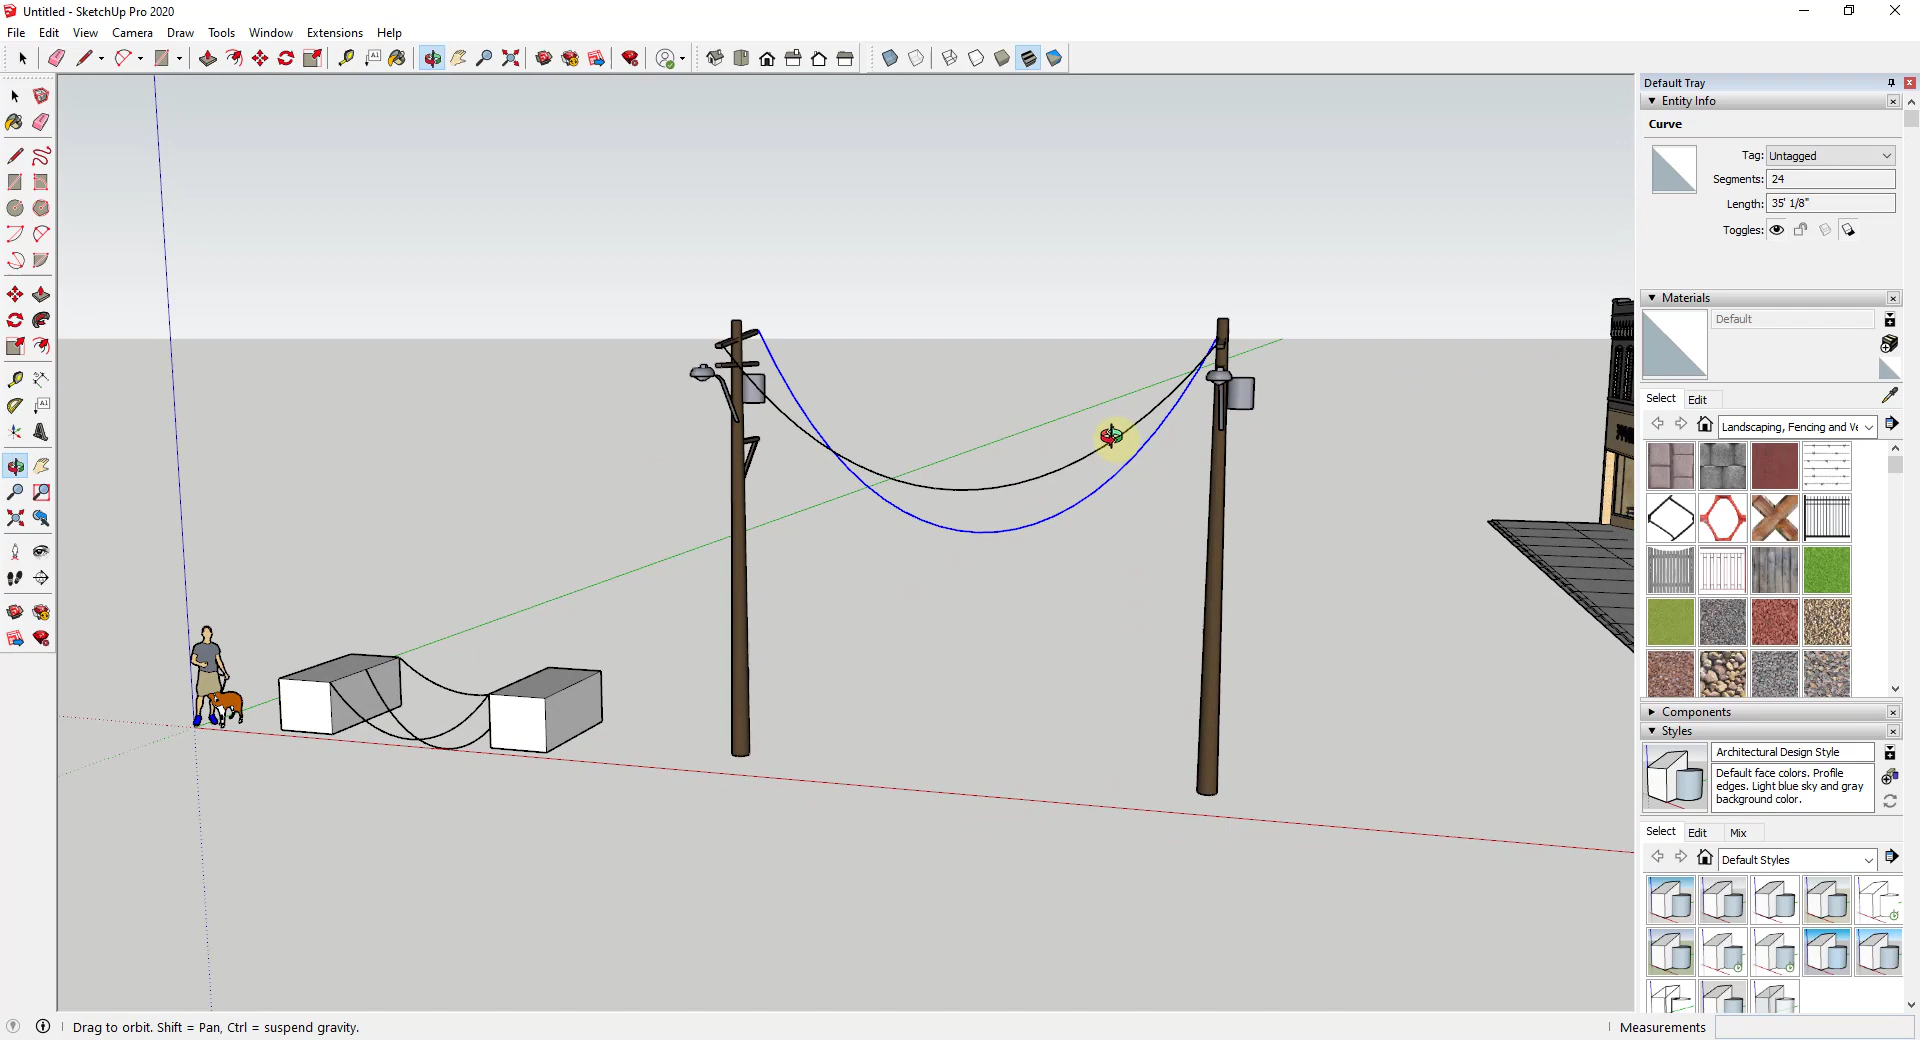 Untitled - SketchUp Pro 2020
File Edit View Camera Draw Tools Window Extensions Help
Default Tray
Entity Info
Curve
Tag: Untagged
Segments: 24
Length: 35' 1/8"
Toggles:
Materials
Default
Select Edit
Landscaping, Fencing and Ve
Components
Styles
Architectural Design Style
Default face colors. Profile
edges. Light blue sky and gray
background color.
Select Edit Mix
Default Styles
Drag to orbit. Shift = Pan, Ctrl = suspend gravity.
Measurements